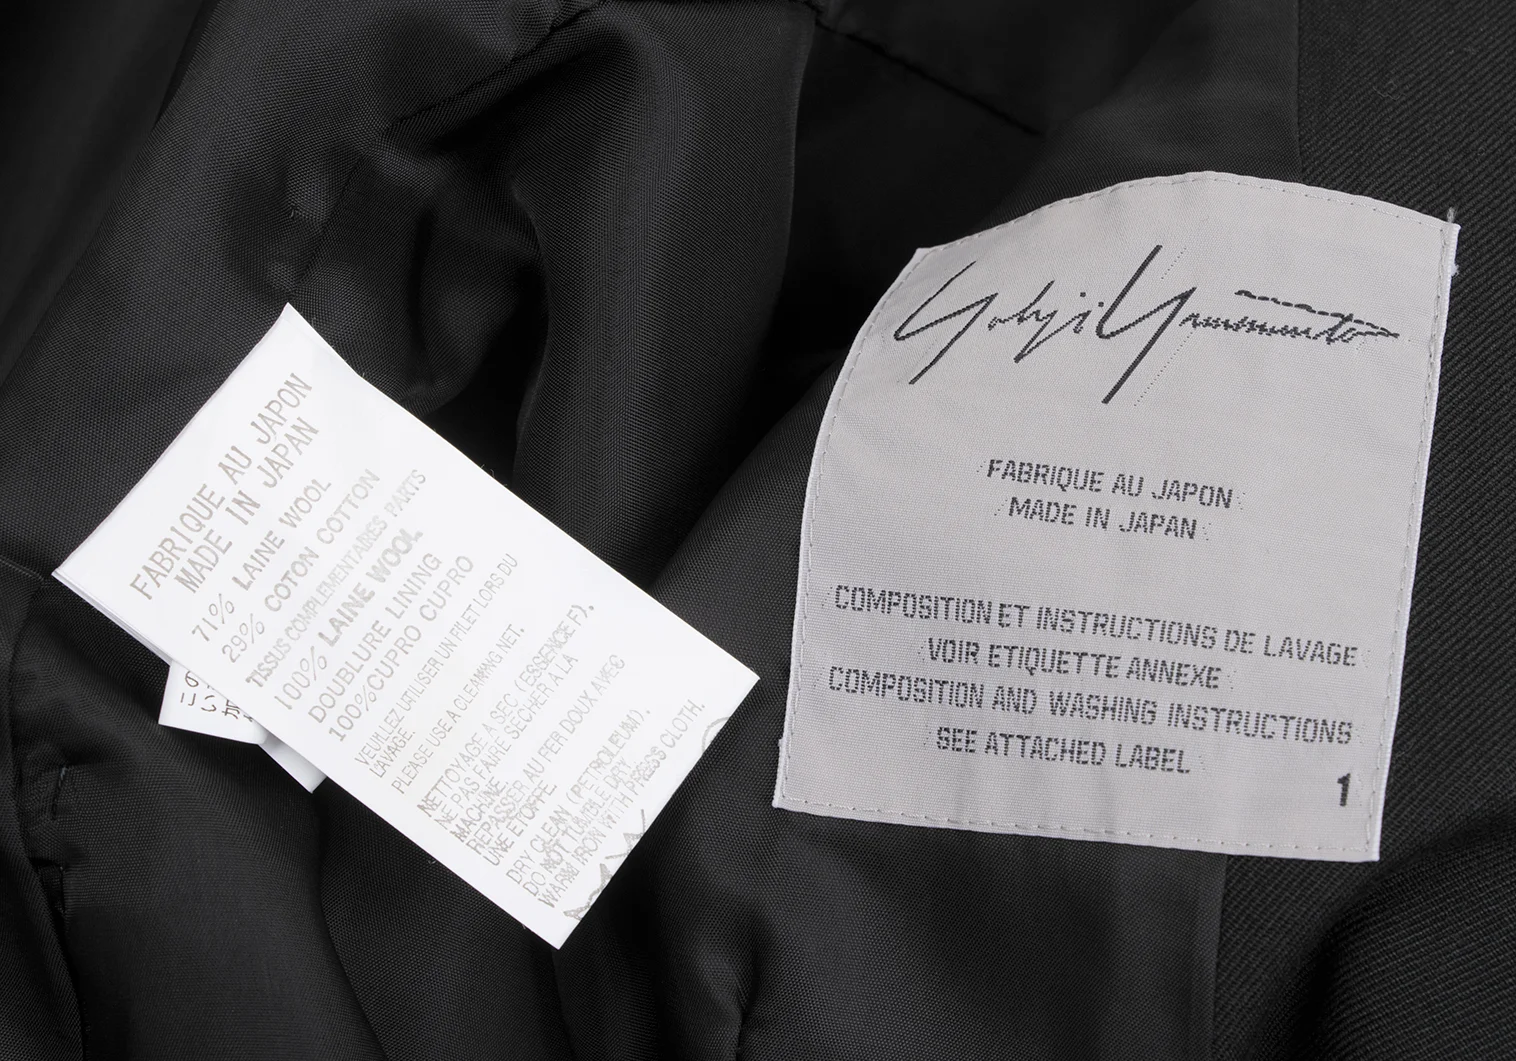 FABRIQUE AU JAPON
MADE IN JAPAN
71% LAINE WOOL
29% COTON COTTON
TISSUS COMPLEMENTAIRES PARTS
100% LAINE WOOL
DOUBLURE LINING
100%CUPRO CUPRO
VEUILLEZ L'UTILISER UN FILET LORS DU
LAVAGE.
PLEASE USE A CLEANING NET.
NETTOYAGE A SEC (ESSENCE F).
NE PAS FAIRE SECHER A LA
MACHINE.
REPASSER AU FER DOUX AVEC
UNE ETOFFE.
DRY CLEAN (PETROLEUM).
DO NOT TUMBLE DRY.
WARM IRON WITH PRESS CLOTH.
Yohji Yamamoto
FABRIQUE AU JAPON
MADE IN JAPAN
COMPOSITION ET INSTRUCTIONS DE LAVAGE
VOIR ETIQUETTE ANNEXE
COMPOSITION AND WASHING INSTRUCTIONS
SEE ATTACHED LABEL
1